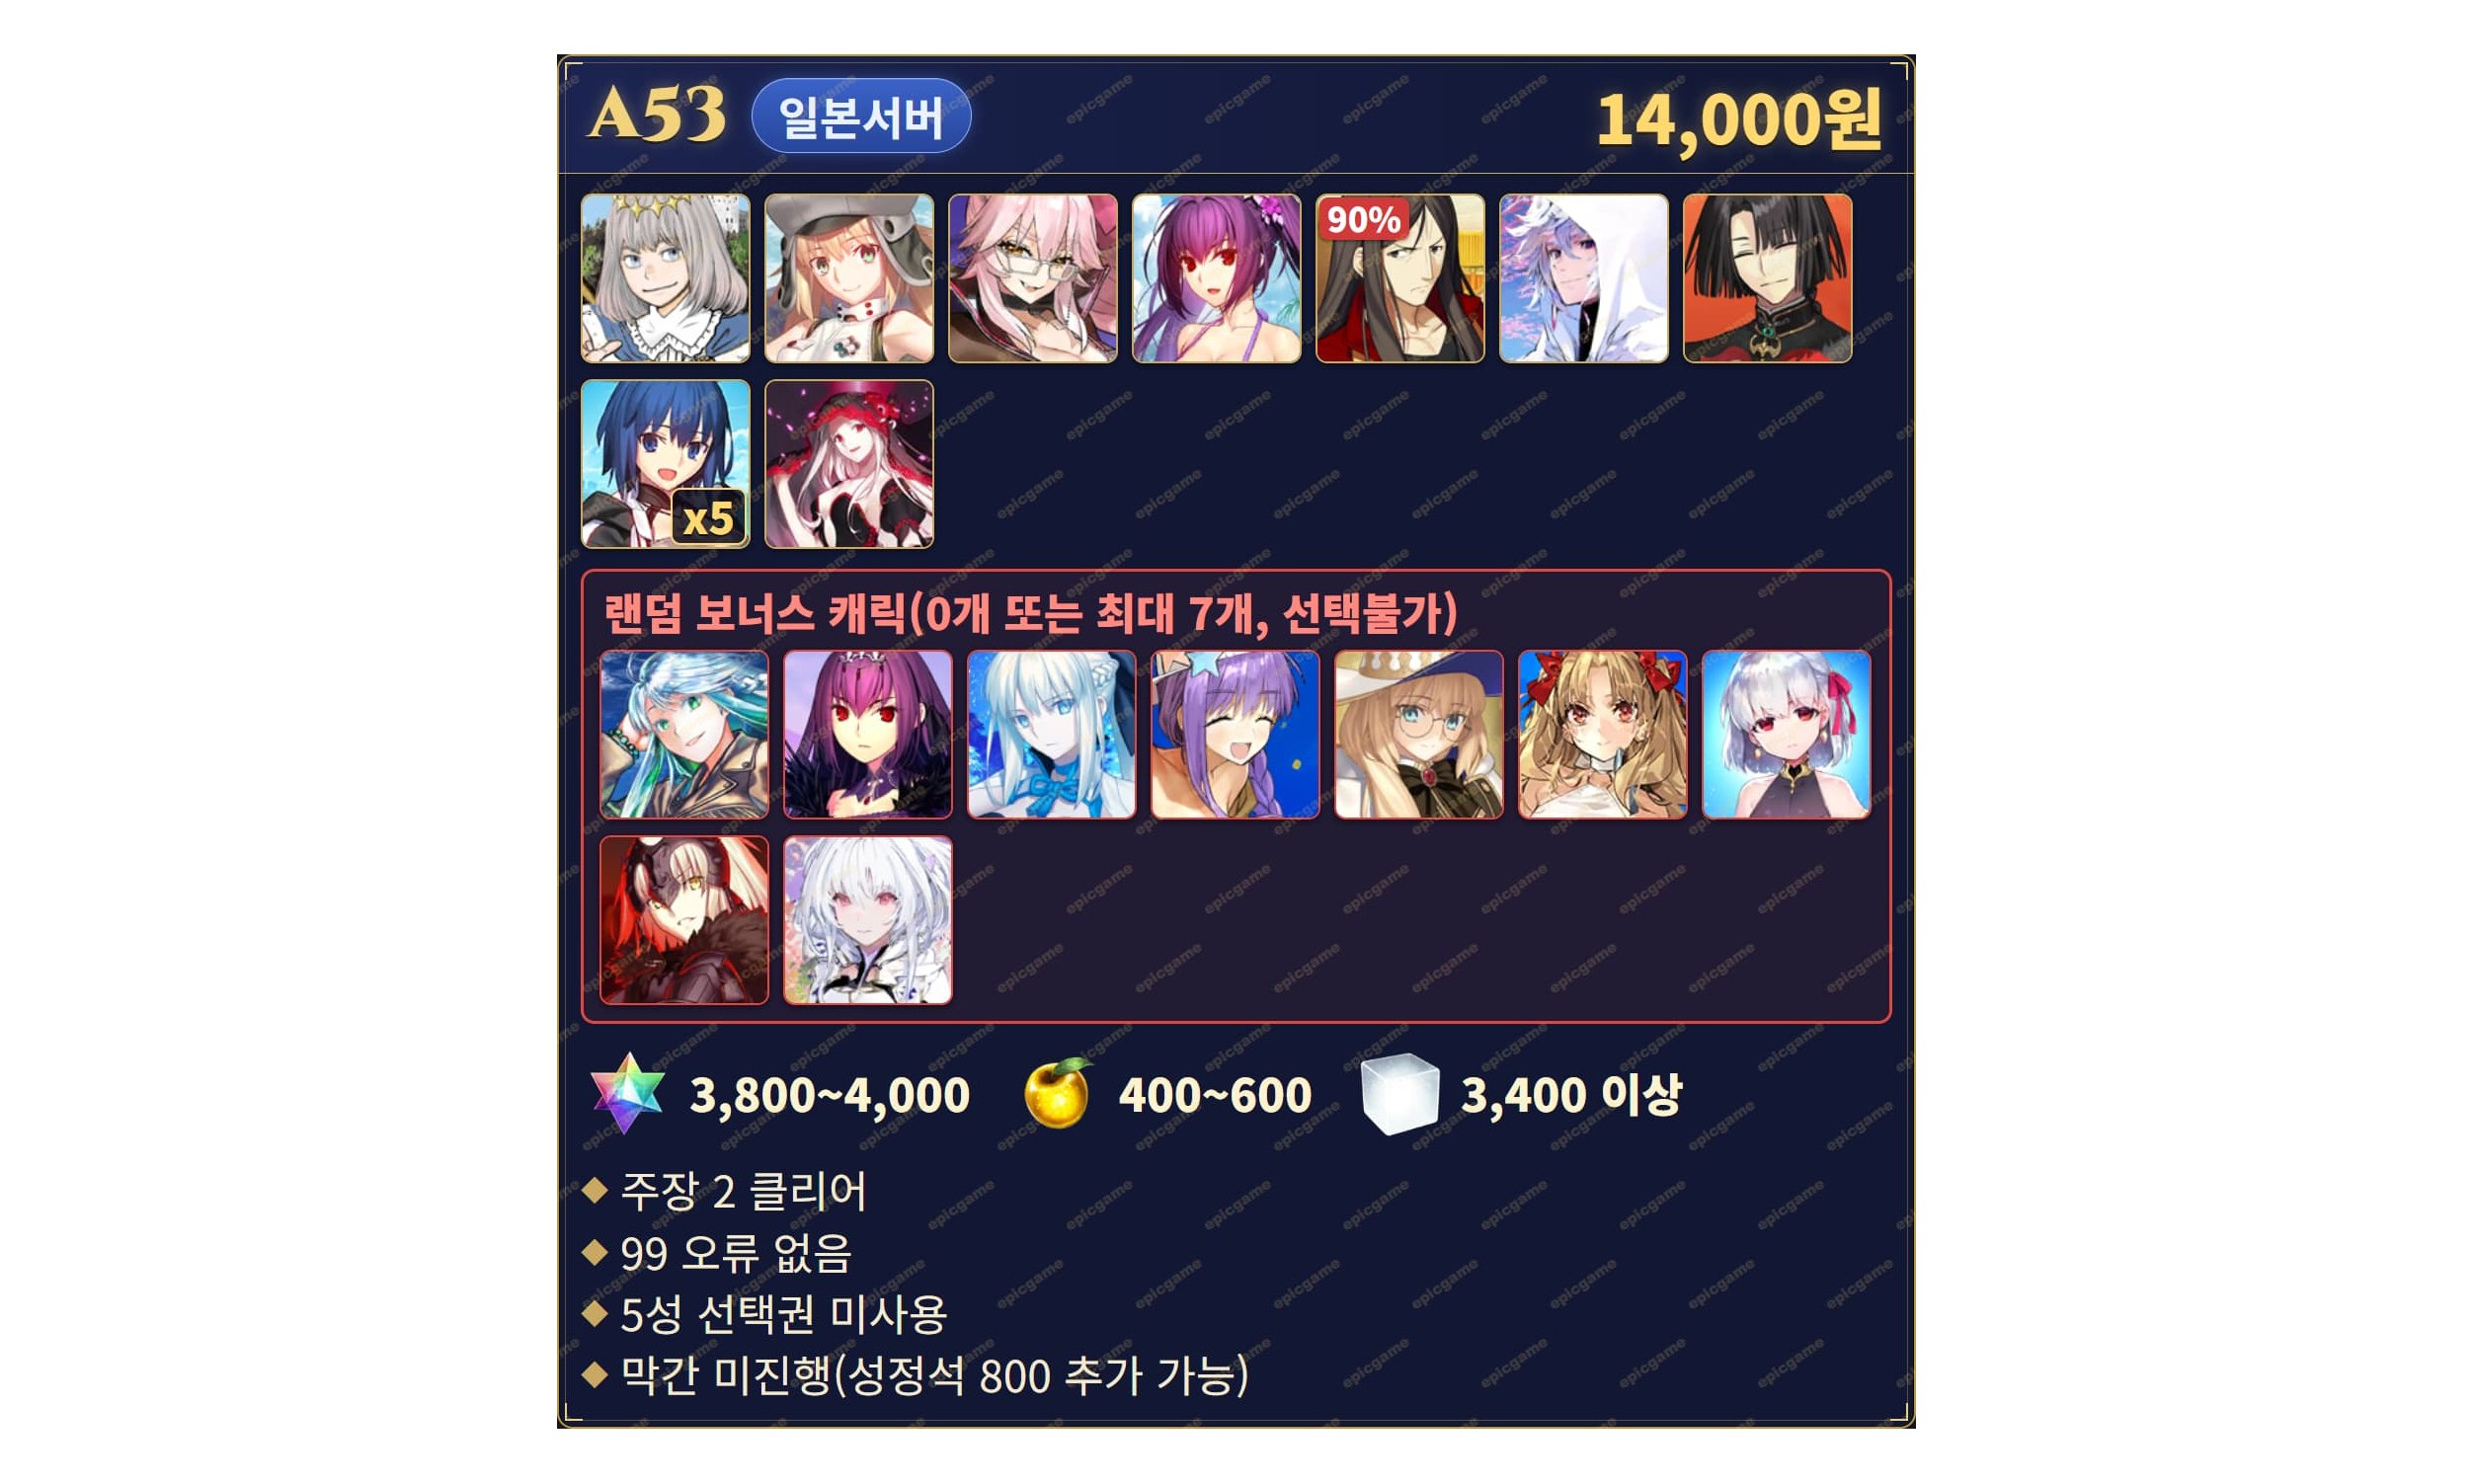 A53 일본서버 14,000원
90%
x5
랜덤 보너스 캐릭(0개 또는 최대 7개, 선택불가)
3,800~4,000 400~600 3,400 이상
주장 2 클리어
99 오류 없음
5성 선택권 미사용
막간 미진행(성정석 800 추가 가능)
epicgame